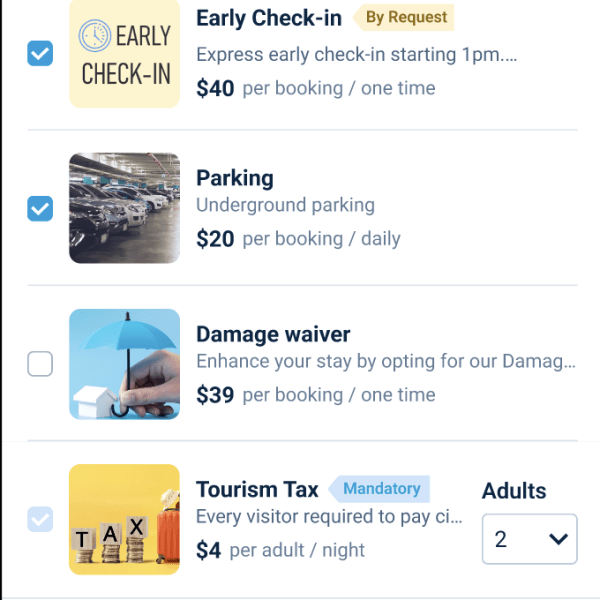 EARLY
CHECK-IN
Early Check-in By Request
Express early check-in starting 1pm....
$40 per booking / one time
Parking
Underground parking
$20 per booking / daily
Damage waiver
Enhance your stay by opting for our Damag...
$39 per booking / one time
TAX
Tourism Tax Mandatory
Every visitor required to pay ci...
$4 per adult / night
Adults
2